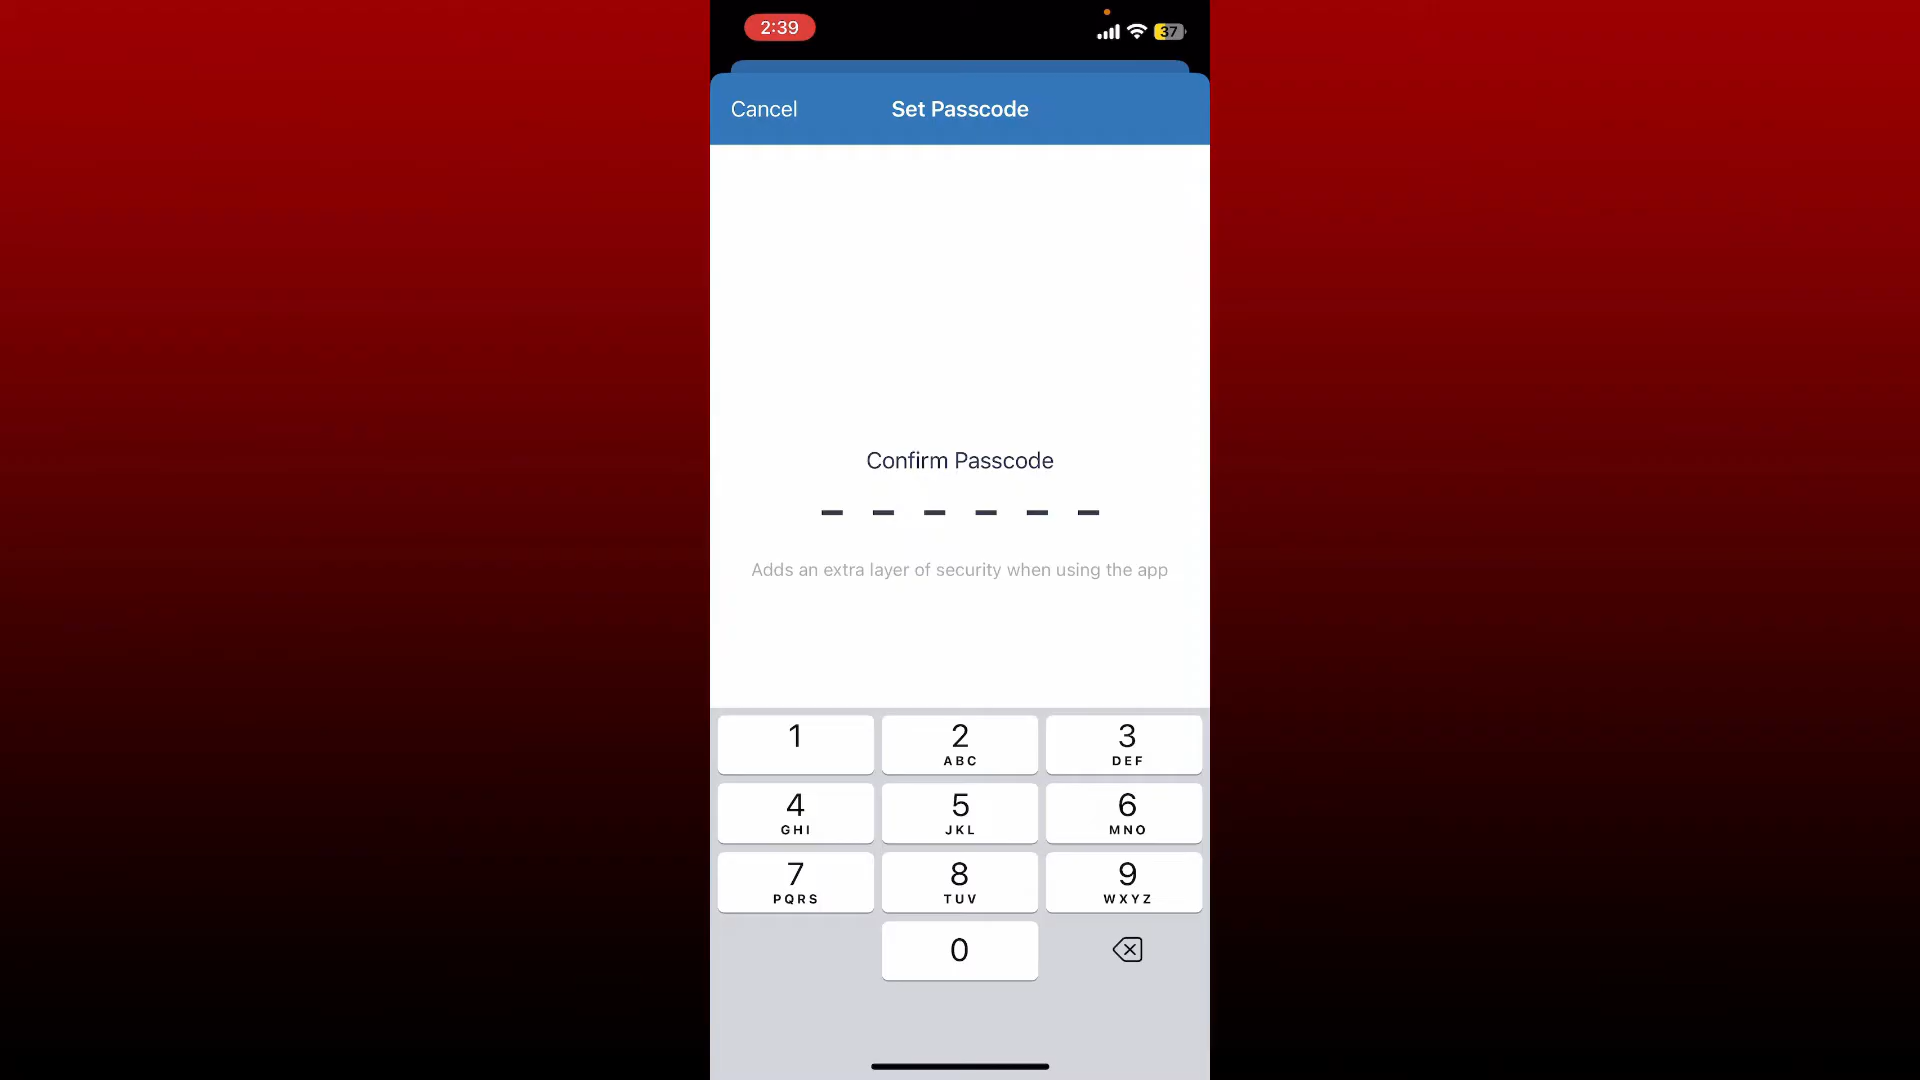 2:39
37
Cancel
Set Passcode
Confirm Passcode
Adds an extra layer of security when using the app
1
2
3
ABC
DEF
4
5
6
GHI
JKL
MNO
7
8
9
PQRS
TUV
WXYZ
0